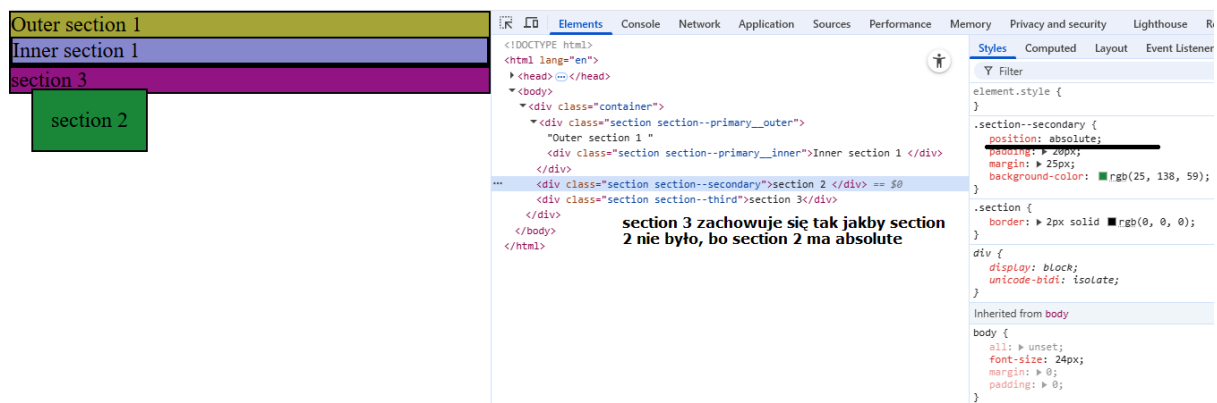 Outer section 1
Inner section 1
section 3
section 2
Elements Console Network Application Sources Performance Memory Privacy and security Lighthouse
<!DOCTYPE html>
<html lang="en">
<head> ... </head>
<body>
<div class="container">
<div class="section section--primary__outer">
"Outer section 1 "
<div class="section section--primary__inner">Inner section 1 </div>
</div>
... <div class="section section--secondary">section 2 </div> == $0
<div class="section section--third">section 3</div>
</div>
</body>
</html>
section 3 zachowuje się tak jakby section
2 nie było, bo section 2 ma absolute
Styles Computed Layout Event Listener
Filter
element.style {
}
.section--secondary {
position: absolute;
padding: 20px;
margin: 25px;
background-color: rgb(25, 138, 59);
}
.section {
border: 2px solid rgb(0, 0, 0);
}
div {
display: block;
unicode-bidi: isolate;
}
Inherited from body
body {
all: unset;
font-size: 24px;
margin: 0;
padding: 0;
}